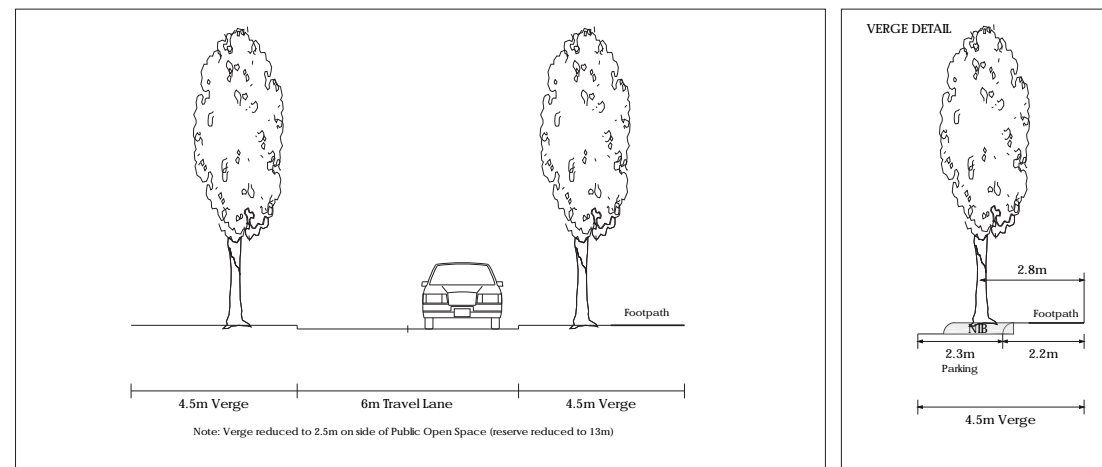 Footpath
4.5m Verge
6m Travel Lane
4.5m Verge
Note: Verge reduced to 2.5m on side of Public Open Space (reserve reduced to 13m)
VERGE DETAIL
2.8m
Footpath
NIB
2.3m
2.2m
Parking
4.5m Verge